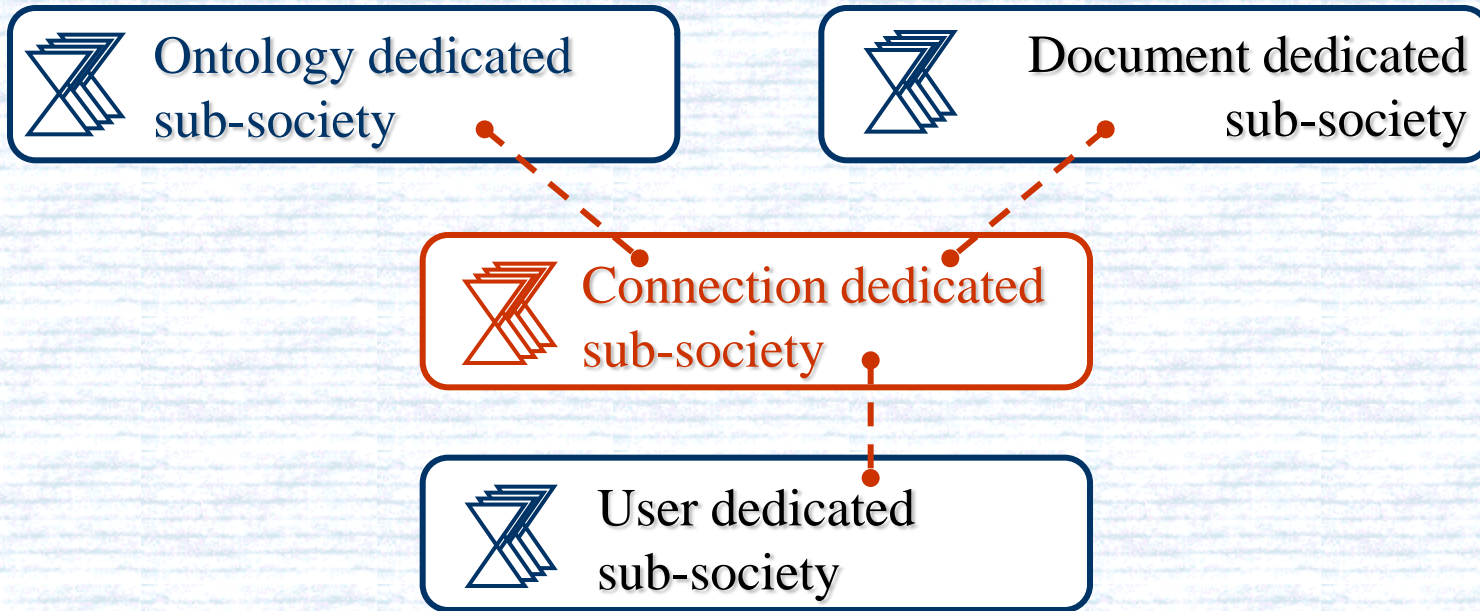 Ontology dedicated
sub-society
Document dedicated
sub-society
Connection dedicated
sub-society
User dedicated
sub-society